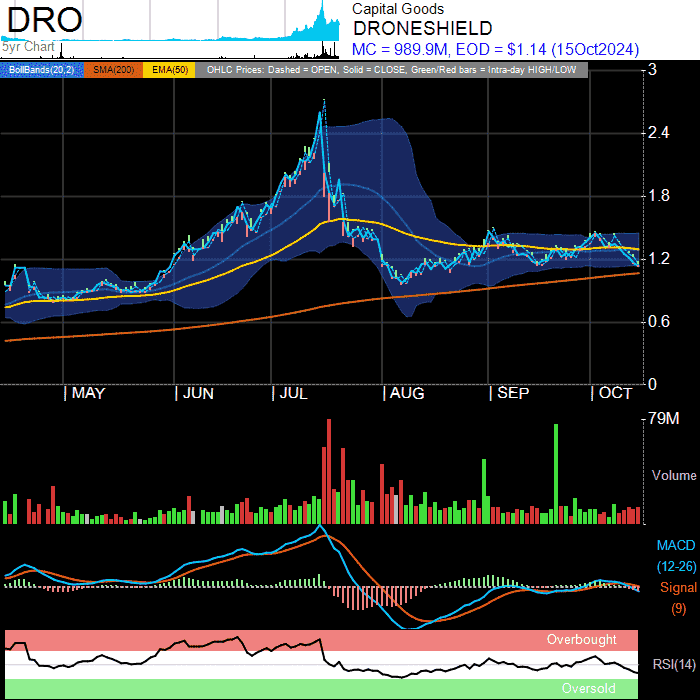 DRO
Capital Goods
DRONESHIELD
5yr Chart
MC = 989.9M, EOD = $1.14 (15Oct2024)
BollBands(20,2) SMA(200) EMA(50) OHLC Prices: Dashed = OPEN, Solid = CLOSE, Green/Red bars = Intra-day HIGH/LOW
3
2.4
1.8
1.2
0.6
0
MAY JUN JUL AUG SEP OCT
79M
Volume
MACD
(12-26)
Signal
(9)
Overbought
RSI(14)
Oversold